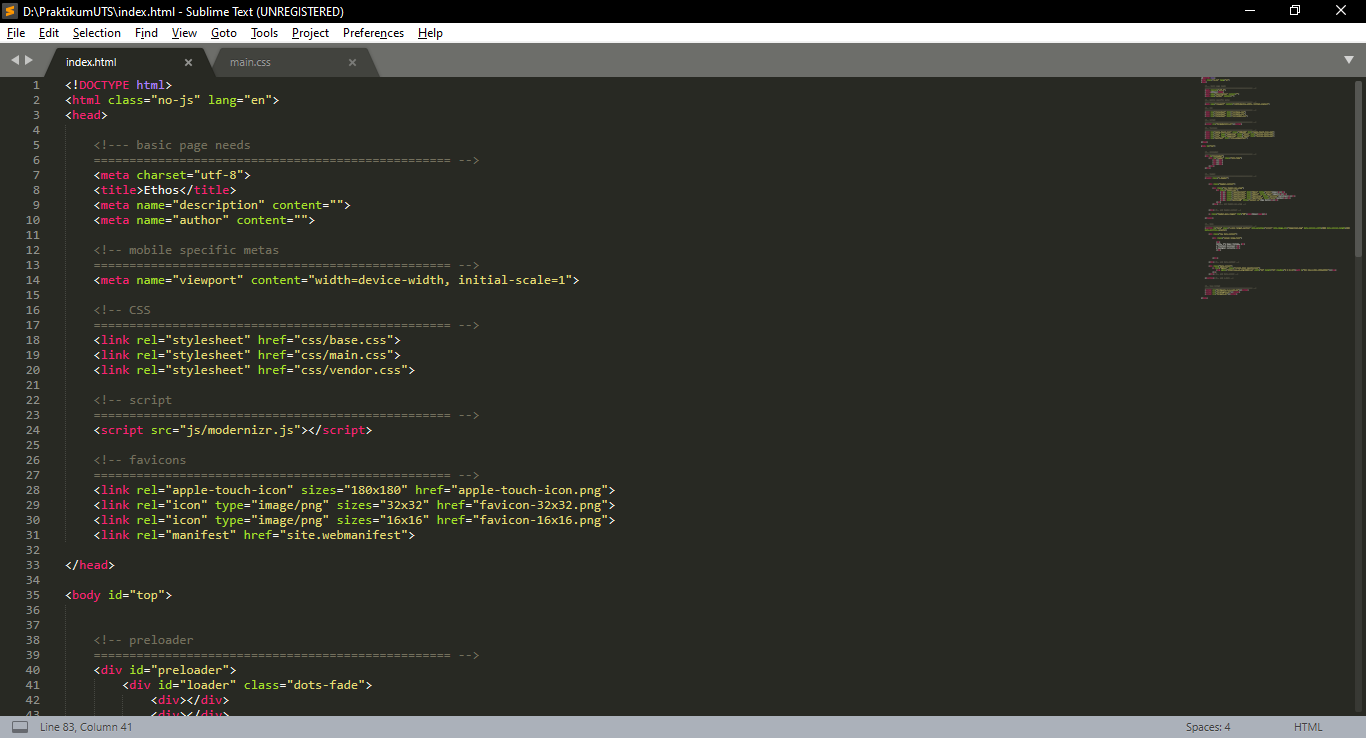 D:\PraktikumUTS\index.html - Sublime Text (UNREGISTERED)
File Edit Selection Find View Goto Tools Project Preferences Help
index.html main.css
1 <!DOCTYPE html>
2 <html class="no-js" lang="en">
3 <head>
4
5 <!--- basic page needs
6 ================================================== -->
7 <meta charset="utf-8">
8 <title>Ethos</title>
9 <meta name="description" content="">
10 <meta name="author" content="">
11
12 <!-- mobile specific metas
13 ================================================== -->
14 <meta name="viewport" content="width=device-width, initial-scale=1">
15
16 <!-- CSS
17 ================================================== -->
18 <link rel="stylesheet" href="css/base.css">
19 <link rel="stylesheet" href="css/main.css">
20 <link rel="stylesheet" href="css/vendor.css">
21
22 <!-- script
23 ================================================== -->
24 <script src="js/modernizr.js"></script>
25
26 <!-- favicons
27 ================================================== -->
28 <link rel="apple-touch-icon" sizes="180x180" href="apple-touch-icon.png">
29 <link rel="icon" type="image/png" sizes="32x32" href="favicon-32x32.png">
30 <link rel="icon" type="image/png" sizes="16x16" href="favicon-16x16.png">
31 <link rel="manifest" href="site.webmanifest">
32
33 </head>
34
35 <body id="top">
36
37
38 <!-- preloader
39 ================================================== -->
40 <div id="preloader">
41 <div id="loader" class="dots-fade">
42 <div></div>
43 <div></div>
Line 83, Column 41 Spaces: 4 HTML